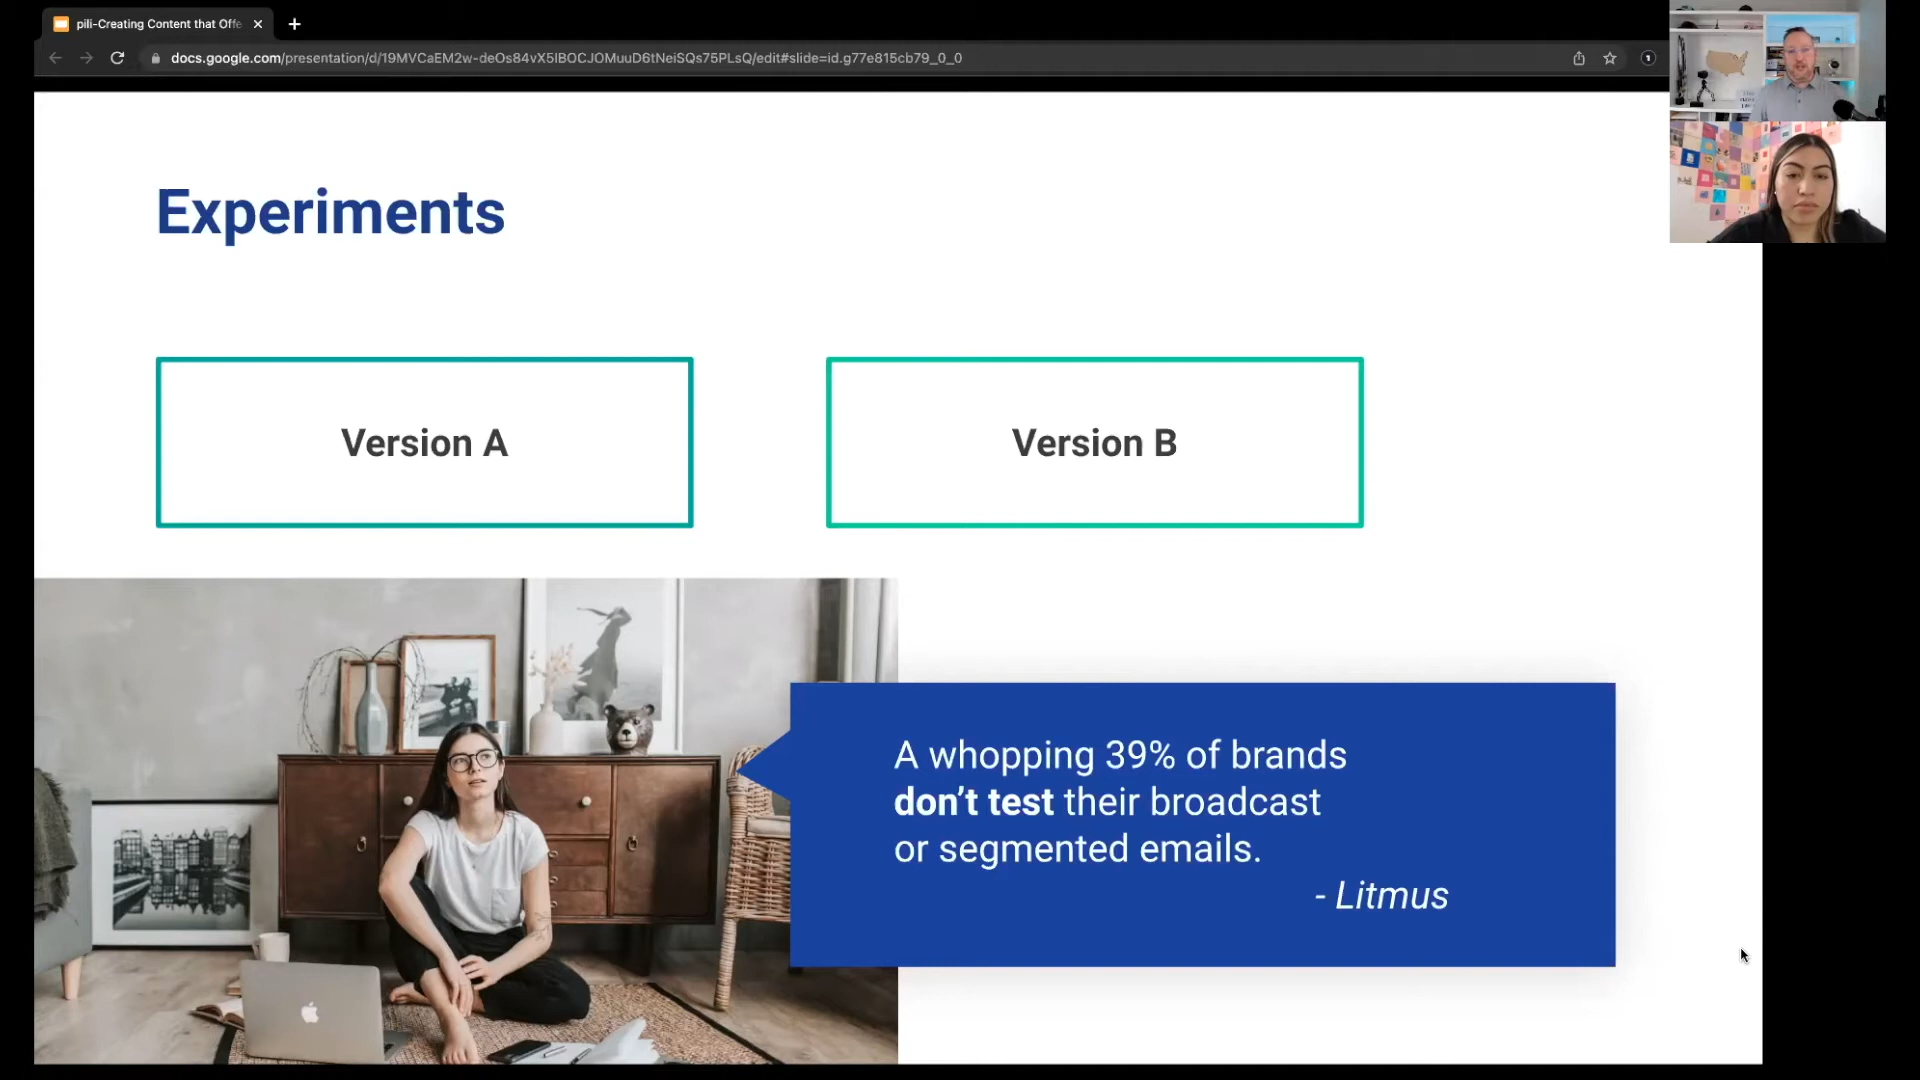 pili-Creating Content that Offe
docs.google.com/presentation/d/19MVCaEM2w-deOs84vX5IBOCJOMuuD6tNeiSQs75PLsQ/edit#slide=id.g77e815cb79_0_0
Experiments
Version A
Version B
A whopping 39% of brands
don't test their broadcast
or segmented emails.
- Litmus